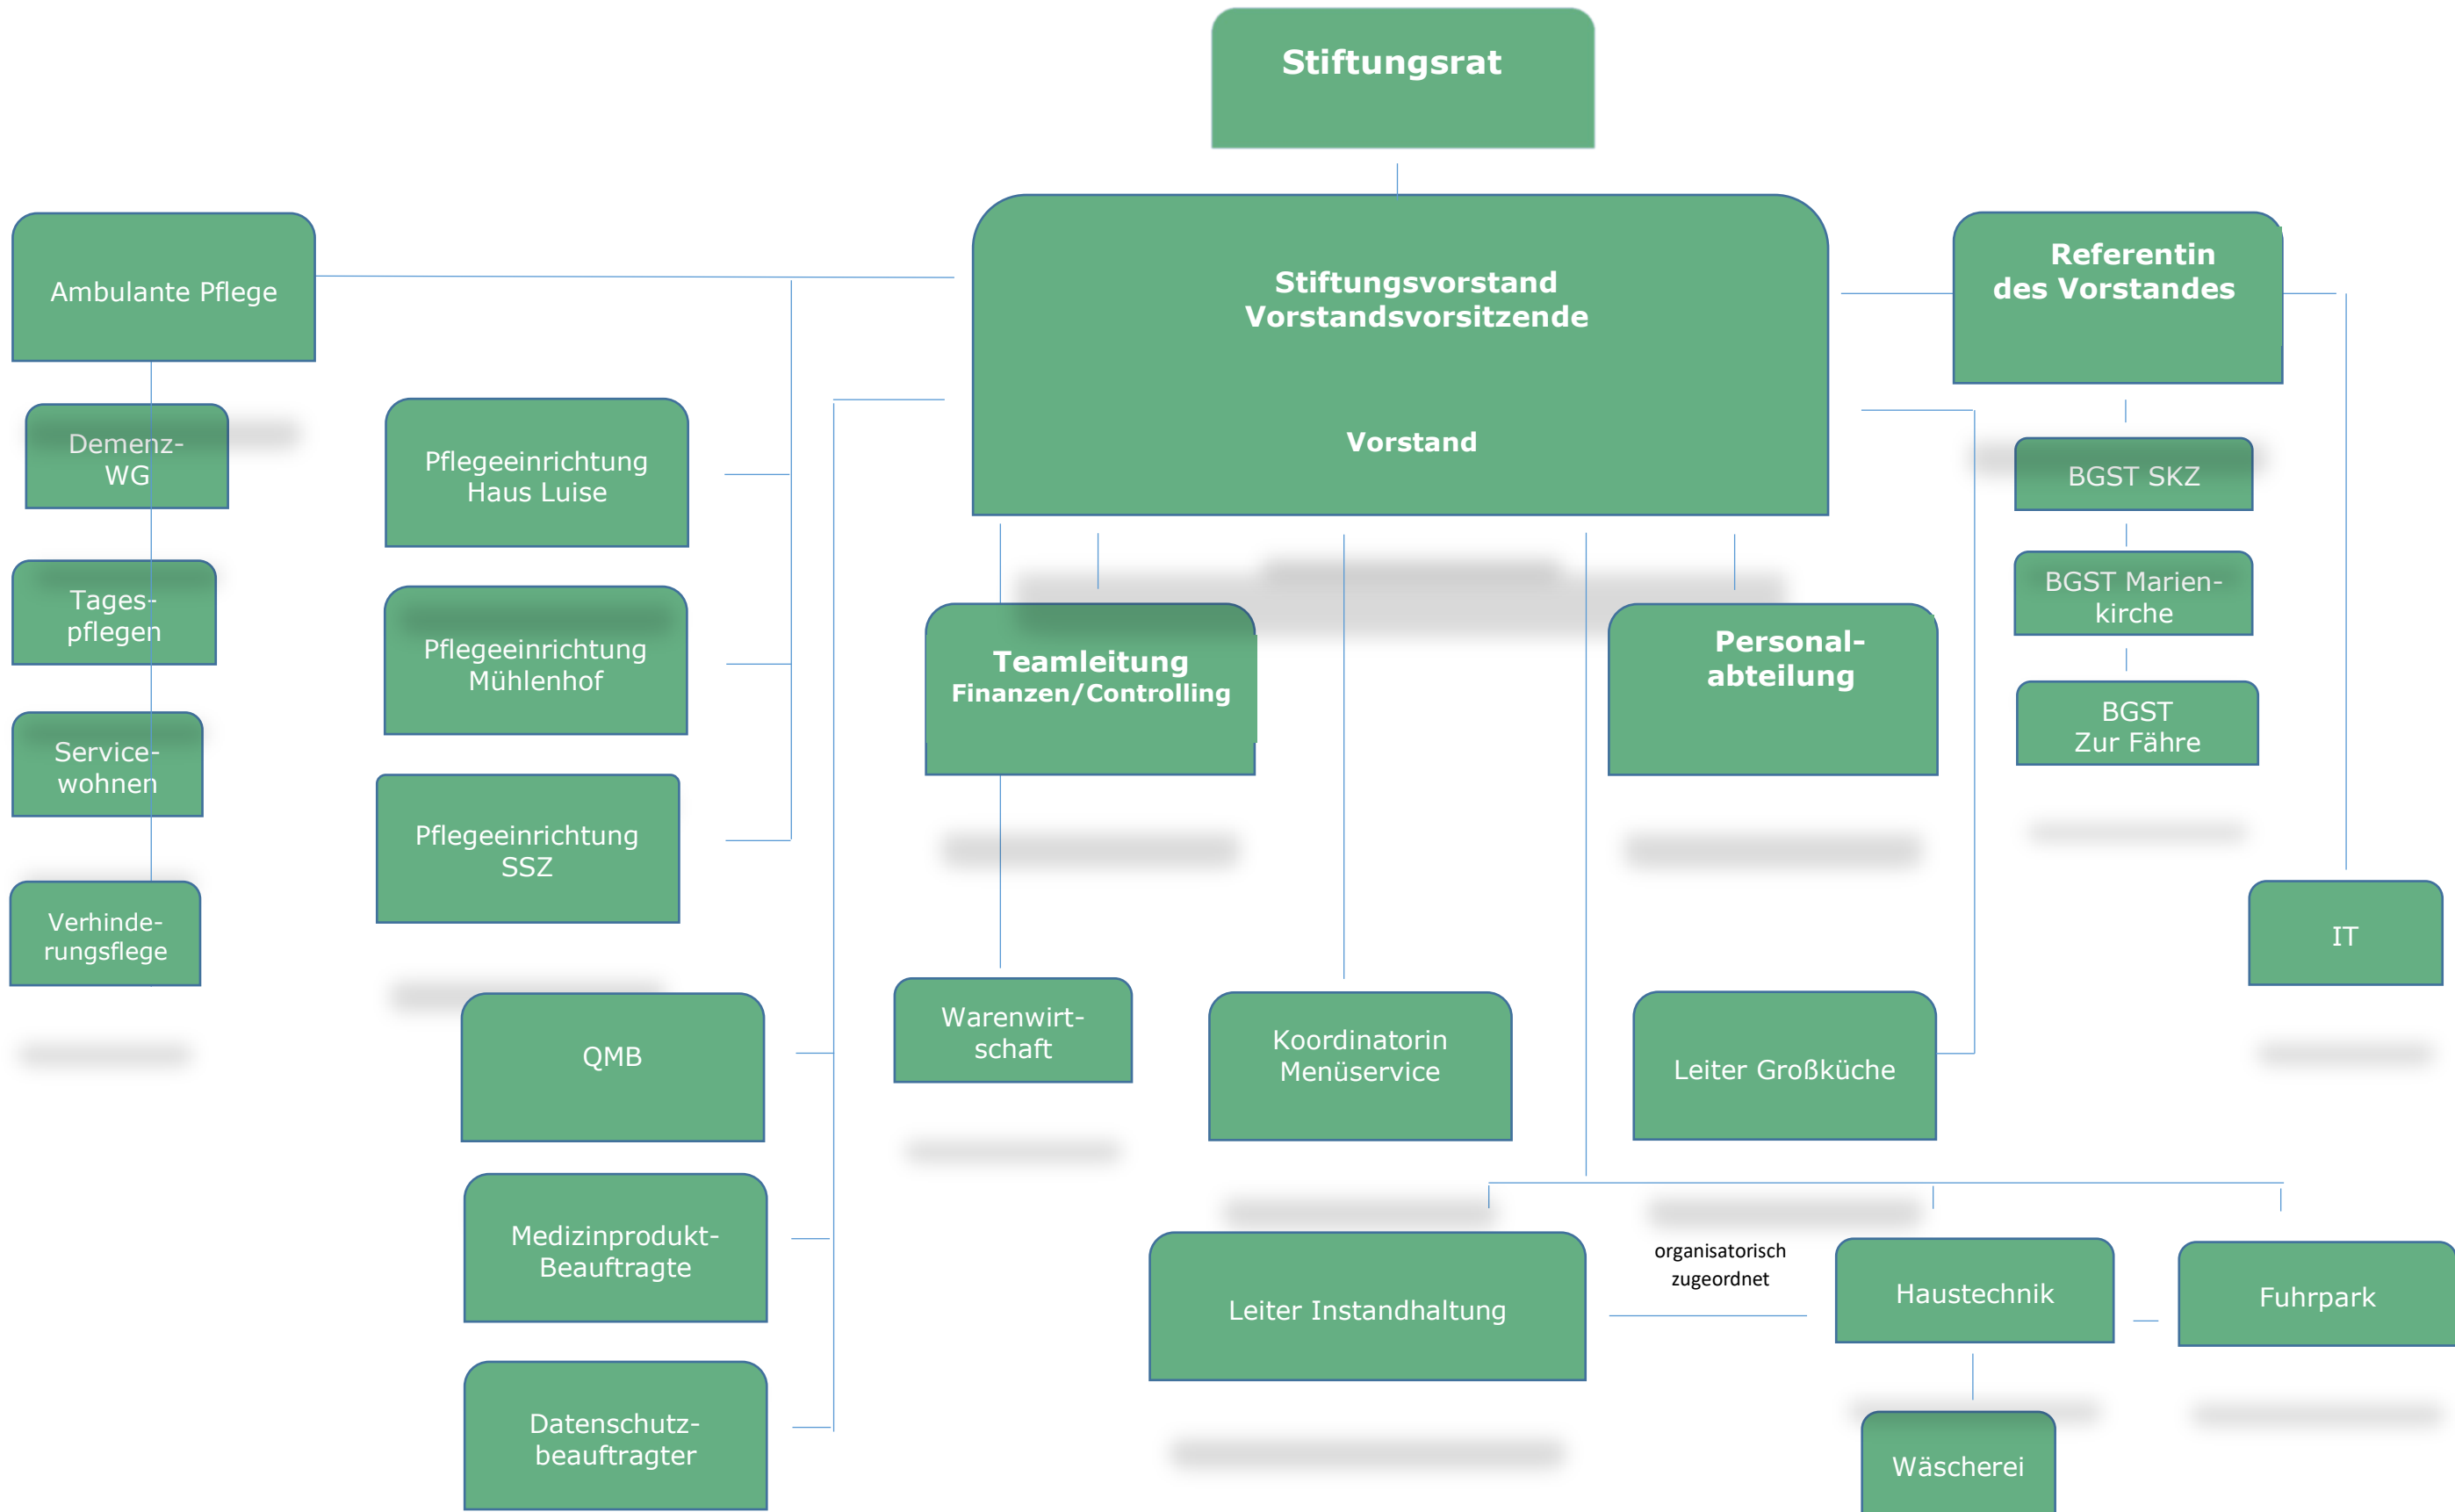 Stiftungsrat
Stiftungsvorstand
Vorstandsvorsitzende
Vorstand
Referentin
des Vorstandes
Ambulante Pflege
Demenz-
WG
Tages-
pflegen
Service-
wohnen
Verhinde-
rungsflege
Pflegeeinrichtung
Haus Luise
Pflegeeinrichtung
Mühlenhof
Pflegeeinrichtung
SSZ
QMB
Medizinprodukt-
Beauftragte
Datenschutz-
beauftragter
Teamleitung
Finanzen/Controlling
Personal-
abteilung
BGST SKZ
BGST Marien-
kirche
BGST
Zur Fähre
IT
Warenwirt-
schaft
Koordinatorin
Menüservice
Leiter Großküche
Leiter Instandhaltung
organisatorisch
zugeordnet
Haustechnik
Fuhrpark
Wäscherei